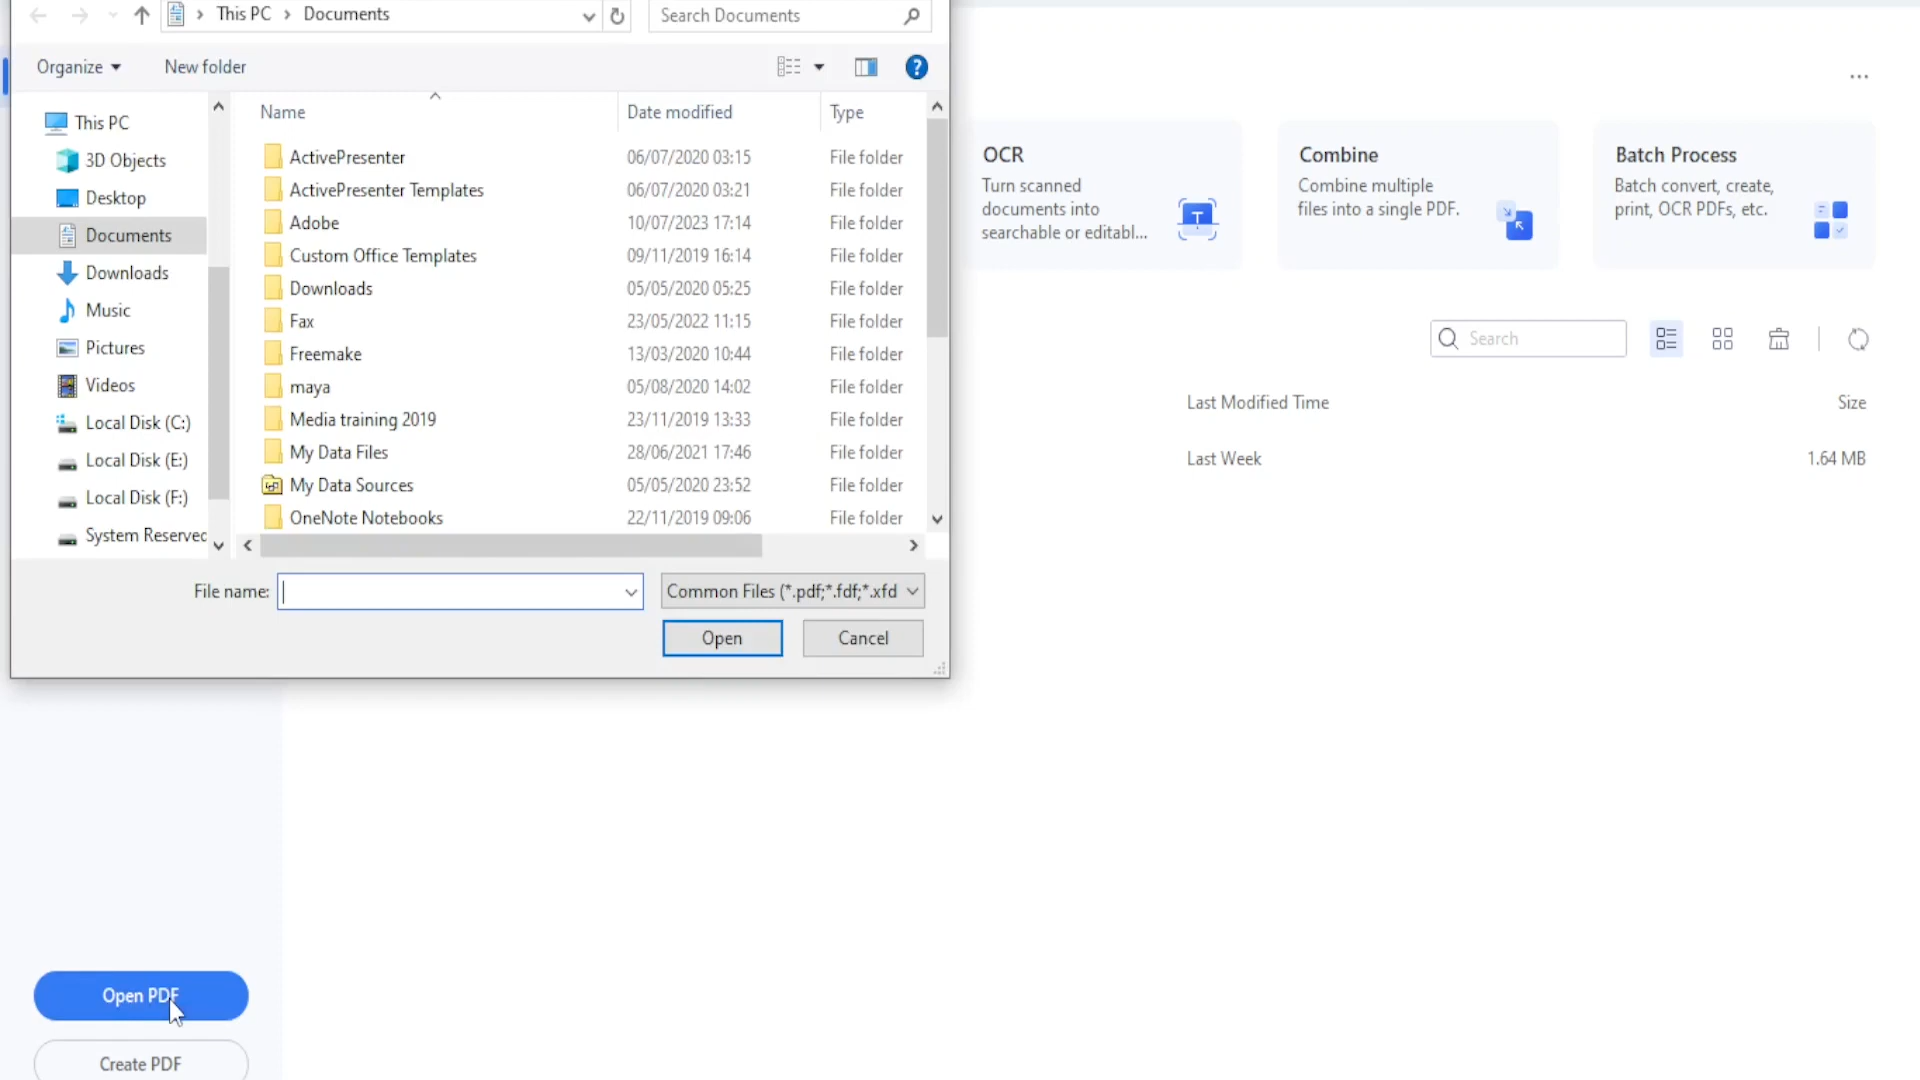 This PC > Documents
Search Documents
Organize
New folder
?
Name
Date modified
Type
This PC
3D Objects
Desktop
Documents
Downloads
Music
Pictures
Videos
Local Disk (C:)
Local Disk (E:)
Local Disk (F:)
System Reserved
ActivePresenter 06/07/2020 03:15 File folder
ActivePresenter Templates 06/07/2020 03:21 File folder
Adobe 10/07/2023 17:14 File folder
Custom Office Templates 09/11/2019 16:14 File folder
Downloads 05/05/2020 05:25 File folder
Fax 23/05/2022 11:15 File folder
Freemake 13/03/2020 10:44 File folder
maya 05/08/2020 14:02 File folder
Media training 2019 23/11/2019 13:33 File folder
My Data Files 28/06/2021 17:46 File folder
My Data Sources 05/05/2020 23:52 File folder
OneNote Notebooks 22/11/2019 09:06 File folder
File name:
Common Files (*.pdf;*.fdf;*.xfd
Open
Cancel
...
OCR
Turn scanned
documents into
searchable or editabl...
T
Combine
Combine multiple
files into a single PDF.
Batch Process
Batch convert, create,
print, OCR PDFs, etc.
Search
Last Modified Time
Size
Last Week
1.64 MB
Open PDF
Create PDF